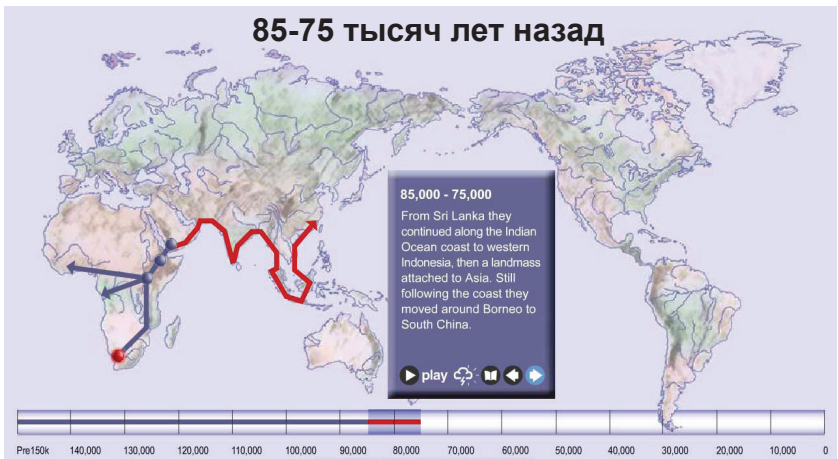 85-75 тысяч лет назад
85,000 - 75,000
From Sri Lanka they
continued along the Indian
Ocean coast to western
Indonesia, then a landmass
attached to Asia. Still
following the coast they
moved around Borneo to
South China.
play
Pre150k 140,000 130,000 120,000 110,000 100,000 90,000 80,000 70,000 60,000 50,000 40,000 30,000 20,000 10,000 0